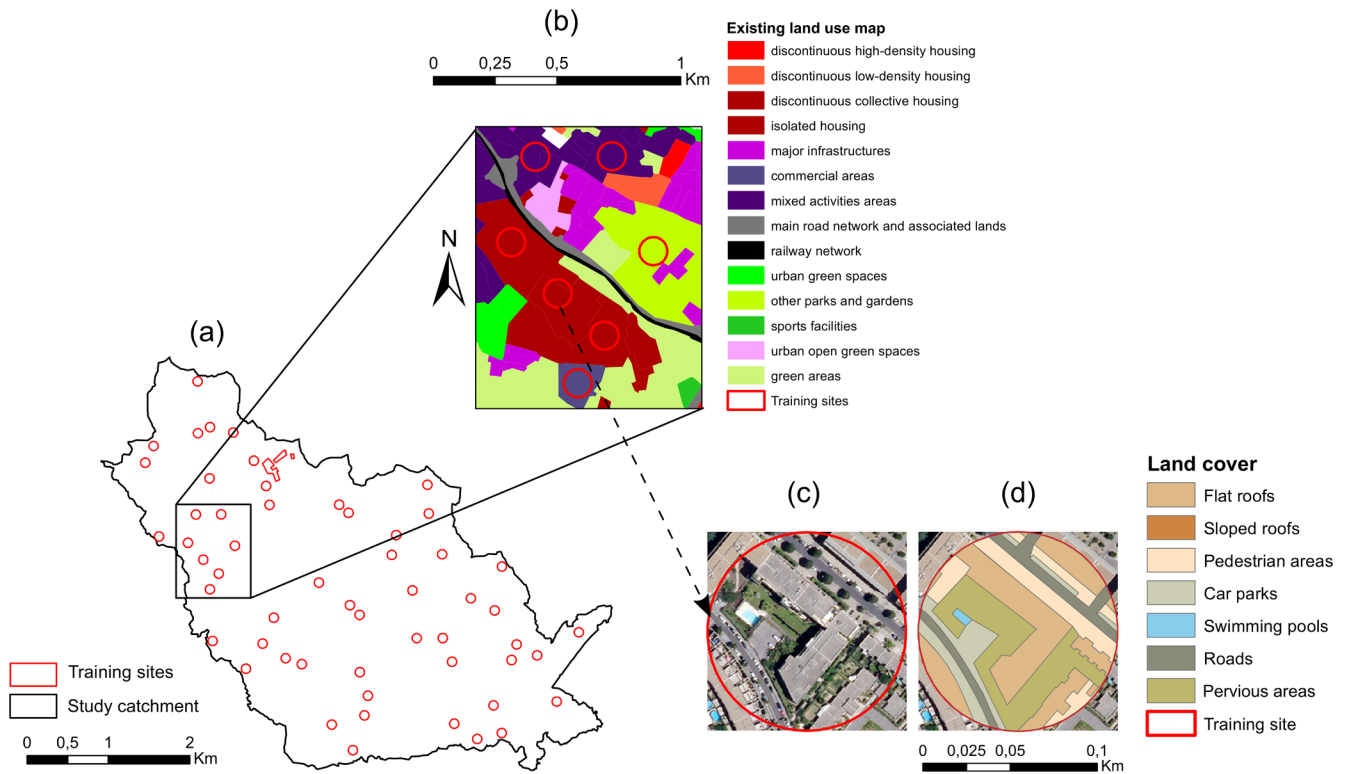 (b)
0 0,25 0,5 1
Km
Existing land use map
discontinuous high-density housing
discontinuous low-density housing
discontinuous collective housing
isolated housing
major infrastructures
commercial areas
mixed activities areas
main road network and associated lands
railway network
urban green spaces
other parks and gardens
sports facilities
urban open green spaces
green areas
Training sites
N
(a)
Training sites
Study catchment
0 0,5 1 2
Km
(c)
(d)
0 0,025 0,05 0,1
Km
Land cover
Flat roofs
Sloped roofs
Pedestrian areas
Car parks
Swimming pools
Roads
Pervious areas
Training site